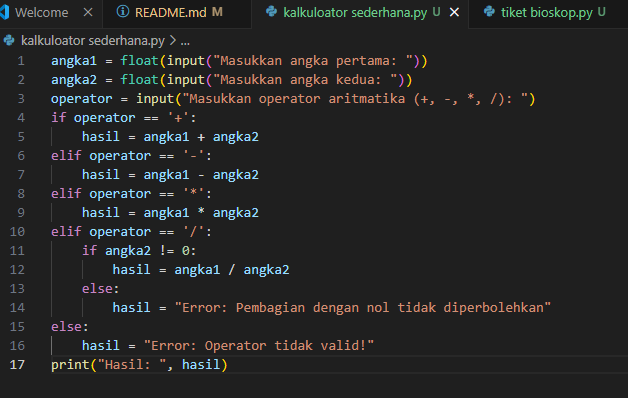 Welcome README.md M kalkuloator sederhana.py U tiket bioskop.py U
kalkuloator sederhana.py > ...
1 angka1 = float(input("Masukkan angka pertama: "))
2 angka2 = float(input("Masukkan angka kedua: "))
3 operator = input("Masukkan operator aritmatika (+, -, *, /): ")
4 if operator == '+':
5     hasil = angka1 + angka2
6 elif operator == '-':
7     hasil = angka1 - angka2
8 elif operator == '*':
9     hasil = angka1 * angka2
10 elif operator == '/':
11     if angka2 != 0:
12         hasil = angka1 / angka2
13     else:
14         hasil = "Error: Pembagian dengan nol tidak diperbolehkan"
15 else:
16     hasil = "Error: Operator tidak valid!"
17 print("Hasil: ", hasil)